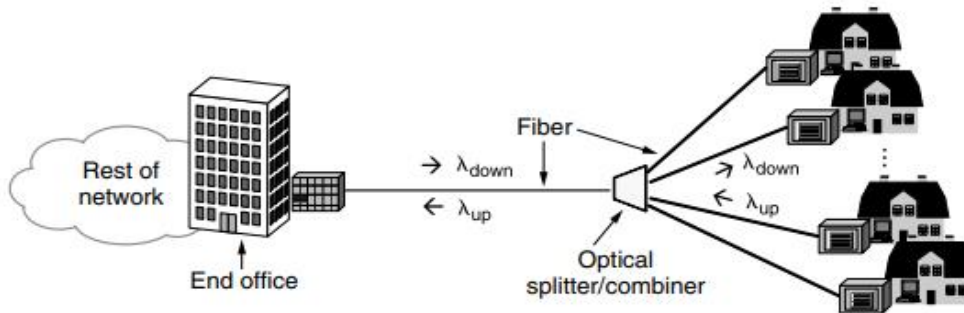 Rest of
network
End office
→ λdown
← λup
Fiber
Optical
splitter/combiner
→ λdown
← λup